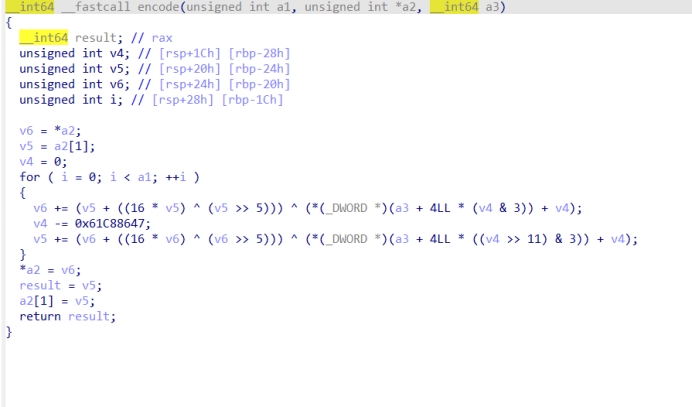 __int64 __fastcall encode(unsigned int a1, unsigned int *a2, __int64 a3)
{
  __int64 result; // rax
  unsigned int v4; // [rsp+1Ch] [rbp-28h]
  unsigned int v5; // [rsp+20h] [rbp-24h]
  unsigned int v6; // [rsp+24h] [rbp-20h]
  unsigned int i; // [rsp+28h] [rbp-1Ch]

  v6 = *a2;
  v5 = a2[1];
  v4 = 0;
  for ( i = 0; i < a1; ++i )
  {
    v6 += (v5 + ((16 * v5) ^ (v5 >> 5))) ^ (*(_DWORD *)(a3 + 4LL * (v4 & 3)) + v4);
    v4 -= 0x61C88647;
    v5 += (v6 + ((16 * v6) ^ (v6 >> 5))) ^ (*(_DWORD *)(a3 + 4LL * ((v4 >> 11) & 3)) + v4);
  }
  *a2 = v6;
  result = v5;
  a2[1] = v5;
  return result;
}